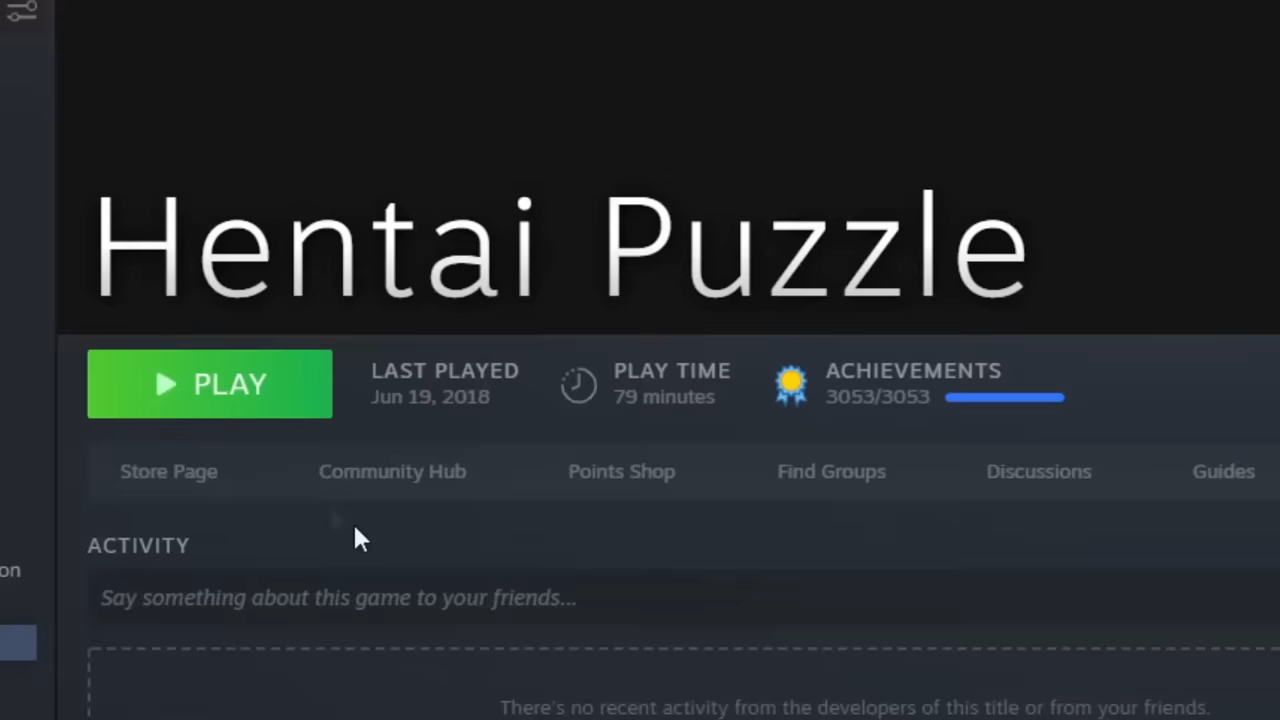 Hentai Puzzle
PLAY
LAST PLAYED
Jun 19, 2018
PLAY TIME
79 minutes
ACHIEVEMENTS
3053/3053
Store Page
Community Hub
Points Shop
Find Groups
Discussions
Guides
ACTIVITY
on
Say something about this game to your friends...
There's no recent activity from the developers of this title or from your friends.